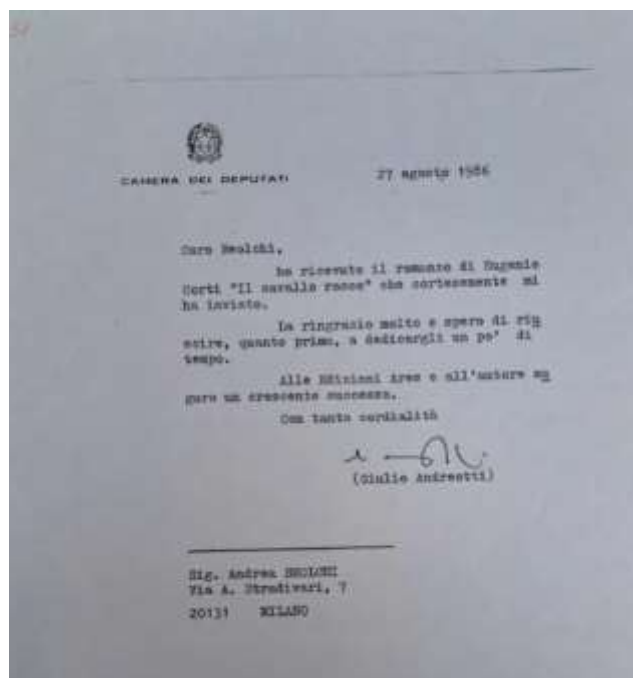 CAMERA DEI DEPUTATI
27 agosto 1986
Caro Beolchi,
ho ricevuto il romanzo di Eugenio
Corti "Il cavallo rosso" che cortesemente mi
ha inviato.
La ringrazio molto e spero di riu
scire, quanto prima, a dedicargli un po' di
tempo.
Alle Edizioni Ares e all'autore au
guro un crescente successo.
Con tanta cordialità
(Giulio Andreotti)
Sig. Andrea BEOLCHI
Via A. Stradivari, 7
20131 MILANO